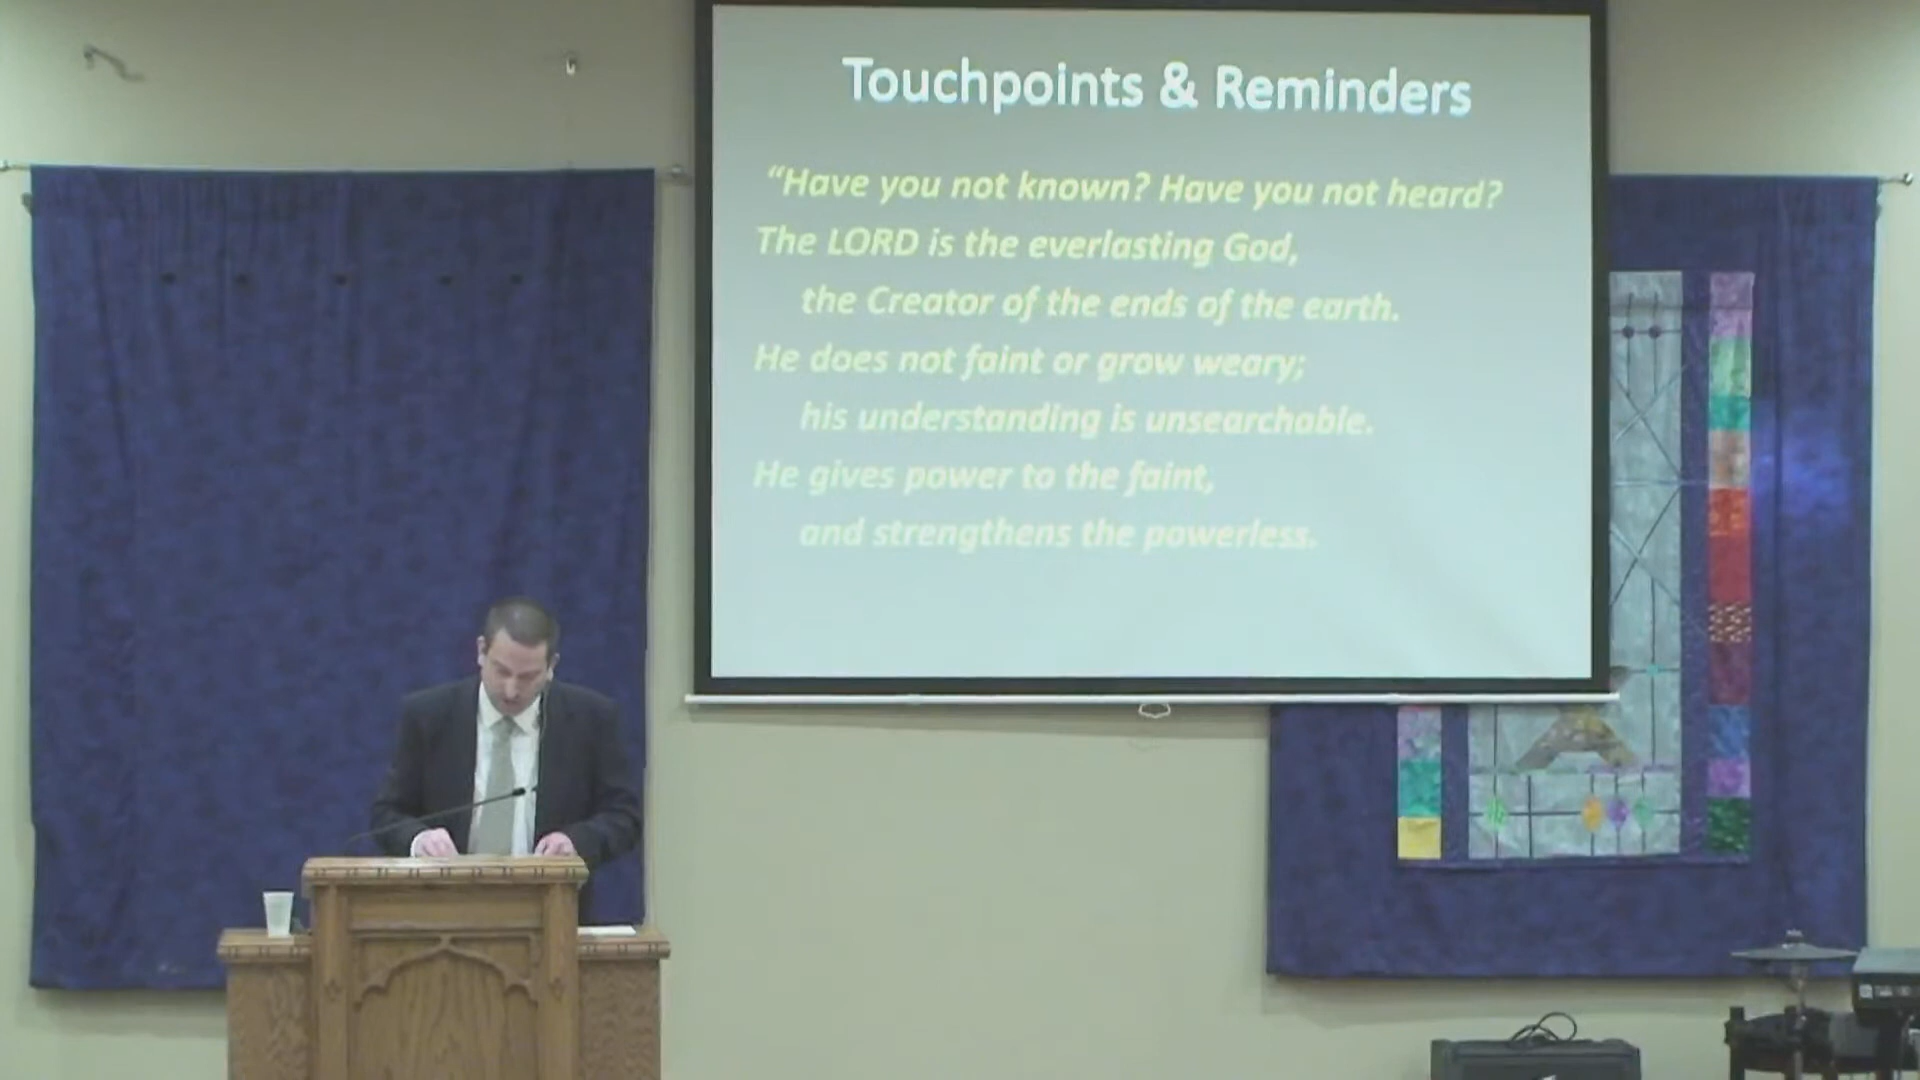 Touchpoints & Reminders
“Have you not known? Have you not heard?
The LORD is the everlasting God,
the Creator of the ends of the earth.
He does not faint or grow weary;
his understanding is unsearchable.
He gives power to the faint,
and strengthens the powerless.